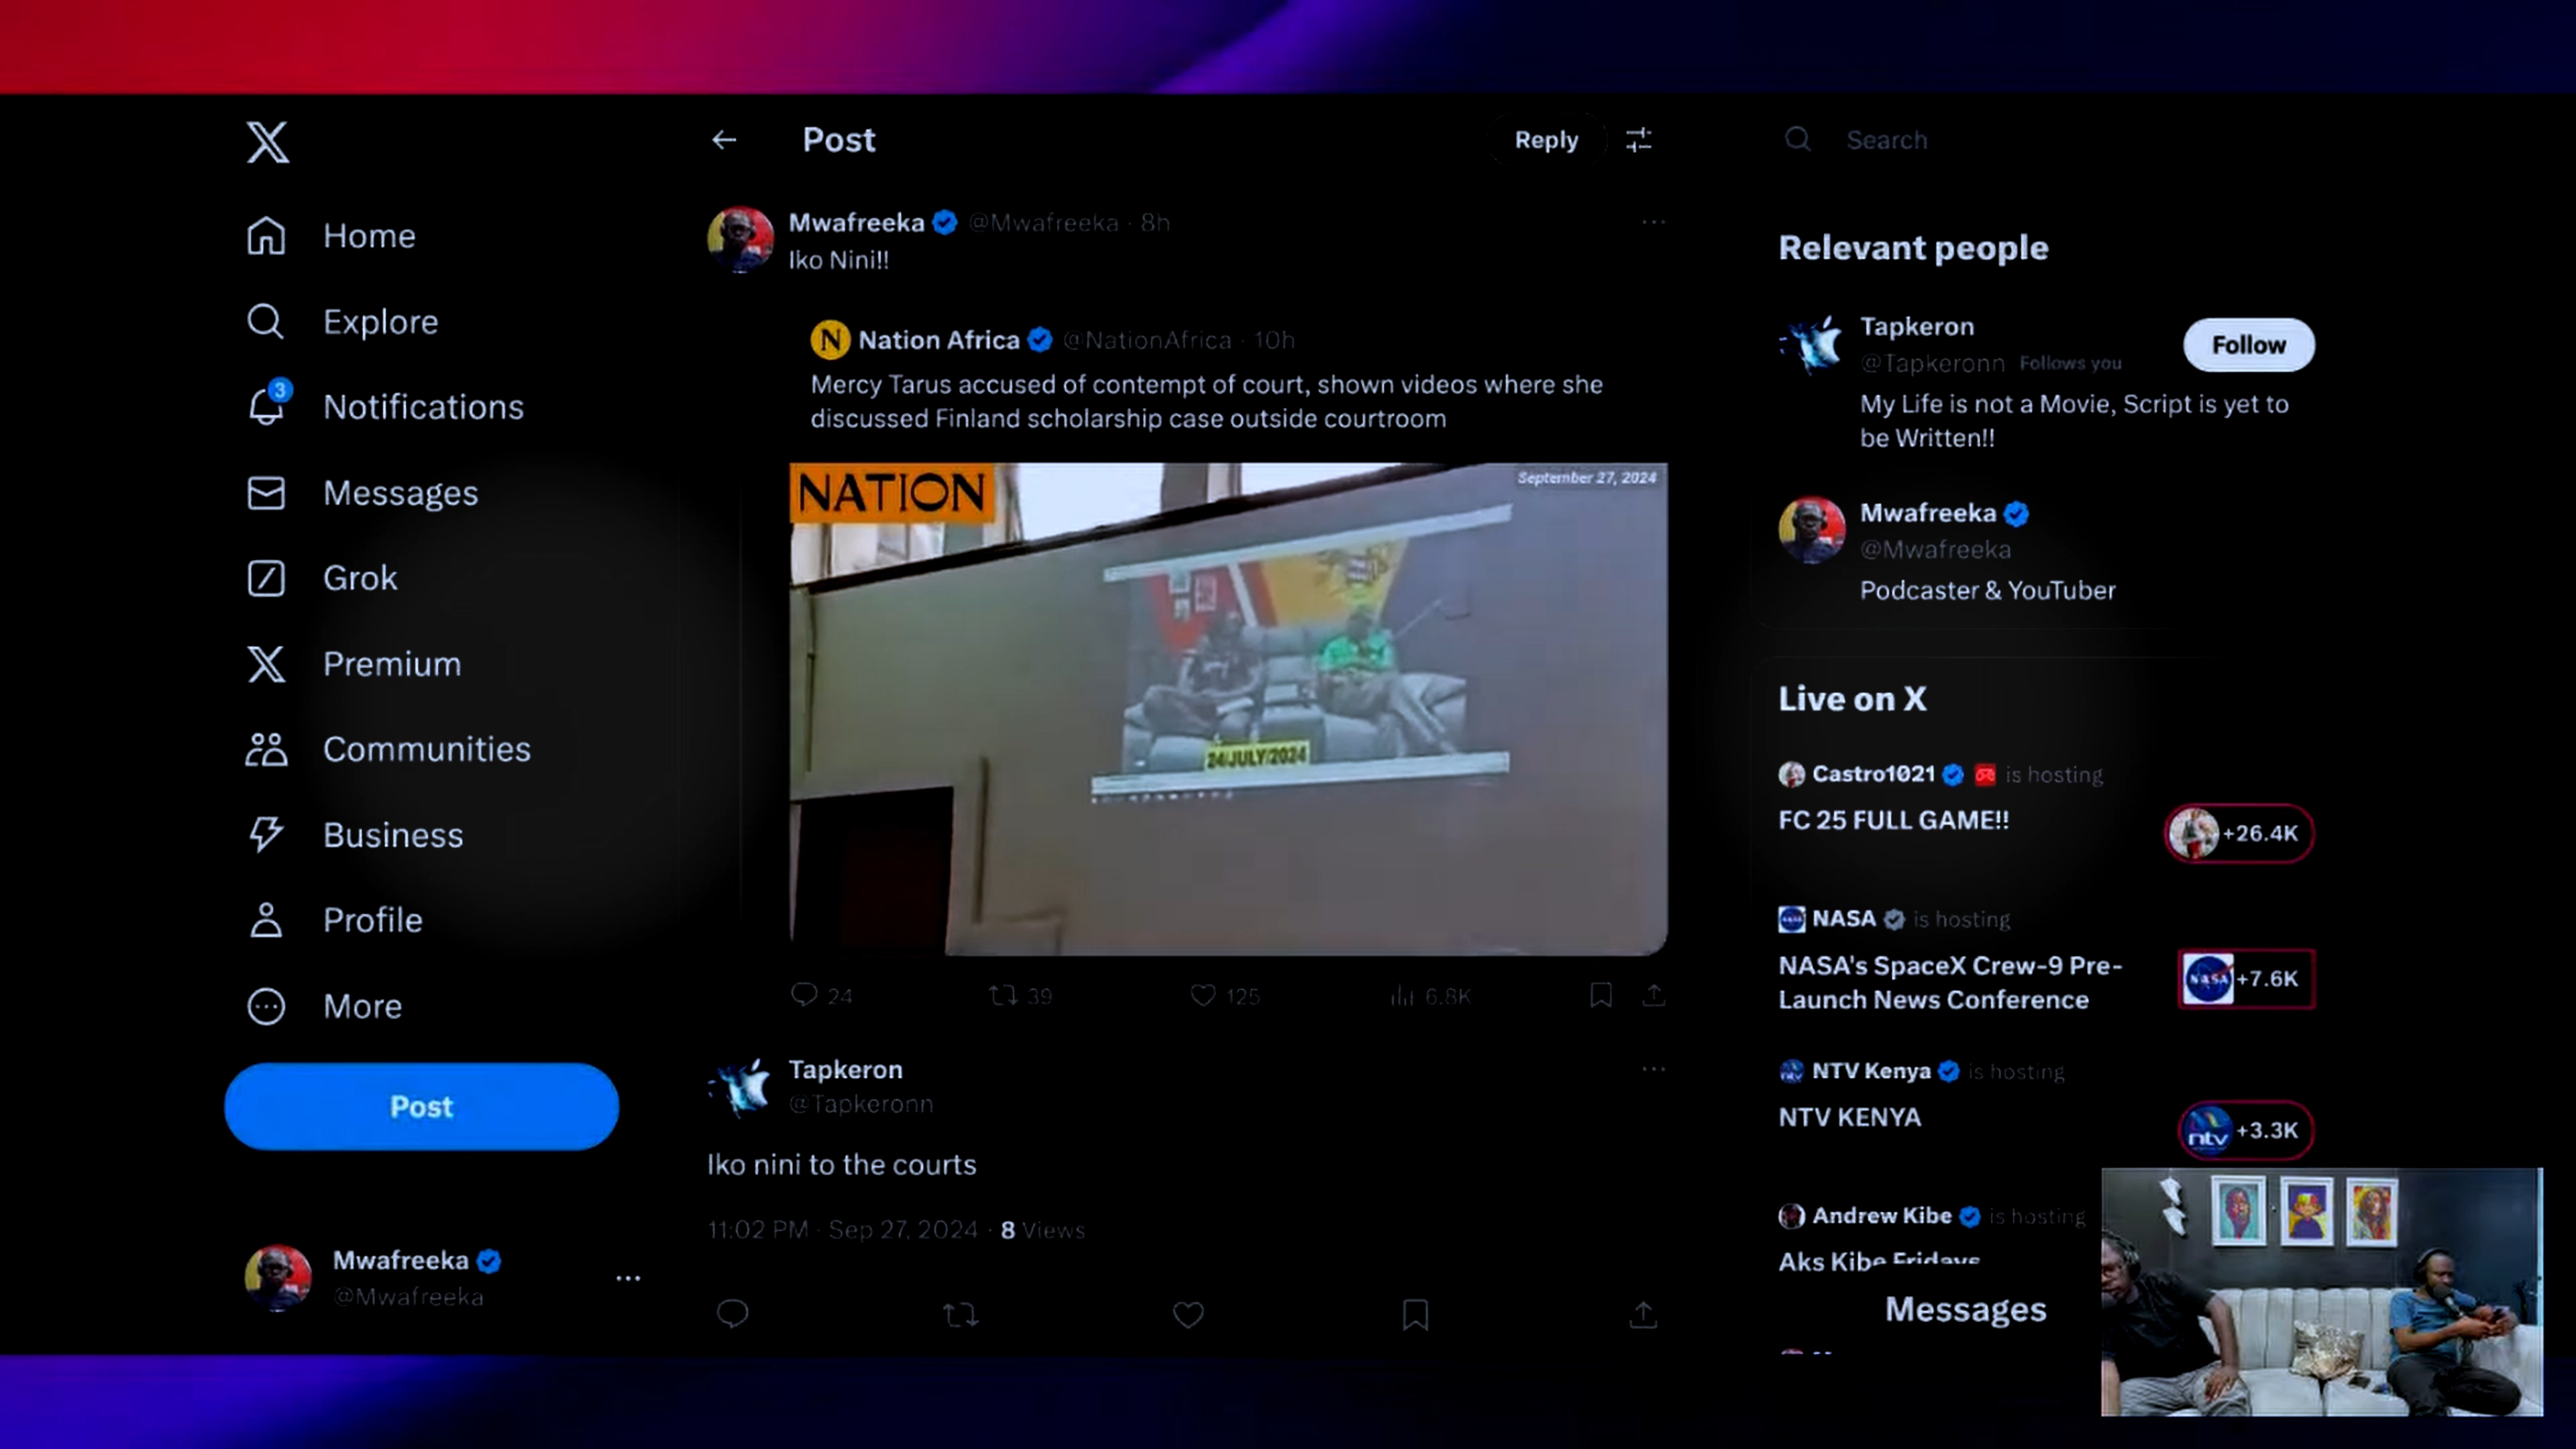 Home
Explore
3
Notifications
Messages
Grok
Premium
Communities
Business
Profile
More
Post
Mwafreeka
@Mwafreeka
Post
Reply
Mwafreeka @Mwafreeka · 8h
Iko Nini!!
Nation Africa @NationAfrica · 10h
Mercy Tarus accused of contempt of court, shown videos where she
discussed Finland scholarship case outside courtroom
NATION
September 27, 2024
24/JULY/2024
24 39 125 6.8K
Tapkeron
@Tapkeronn
Iko nini to the courts
11:02 PM · Sep 27, 2024 · 8 Views
Search
Relevant people
Tapkeron
@Tapkeronn Follows you
Follow
My Life is not a Movie, Script is yet to
be Written!!
Mwafreeka
@Mwafreeka
Podcaster & YouTuber
Live on X
Castro1021 is hosting
FC 25 FULL GAME!!
+26.4K
NASA is hosting
NASA's SpaceX Crew-9 Pre-
Launch News Conference
NASA +7.6K
NTV Kenya is hosting
NTV KENYA
ntv +3.3K
Andrew Kibe is hosting
Aks Kibe Fridays
Messages